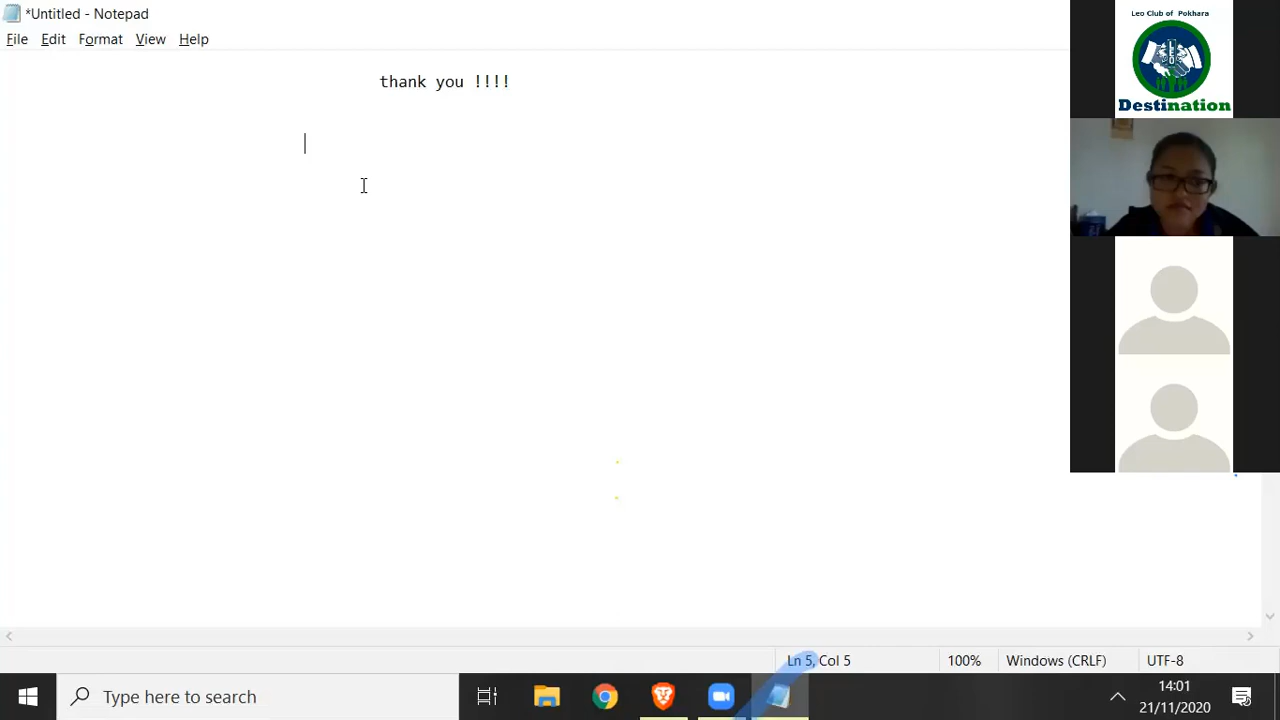 *Untitled - Notepad
File Edit Format View Help
thank you !!!!
Leo Club of Pokhara
LEO
Destination
Ln 5, Col 5 100% Windows (CRLF) UTF-8
Type here to search
14:01
21/11/2020